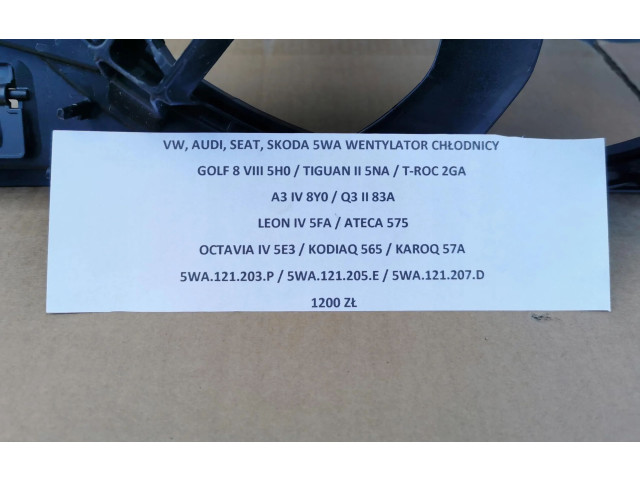 VW, AUDI, SEAT, SKODA 5WA WENTYLATOR CHŁODNICY
GOLF 8 VIII 5H0 / TIGUAN II 5NA / T-ROC 2GA
A3 IV 8Y0 / Q3 II 83A
LEON IV 5FA / ATECA 575
OCTAVIA IV 5E3 / KODIAQ 565 / KAROQ 57A
5WA.121.203.P / 5WA.121.205.E / 5WA.121.207.D
1200 ZŁ